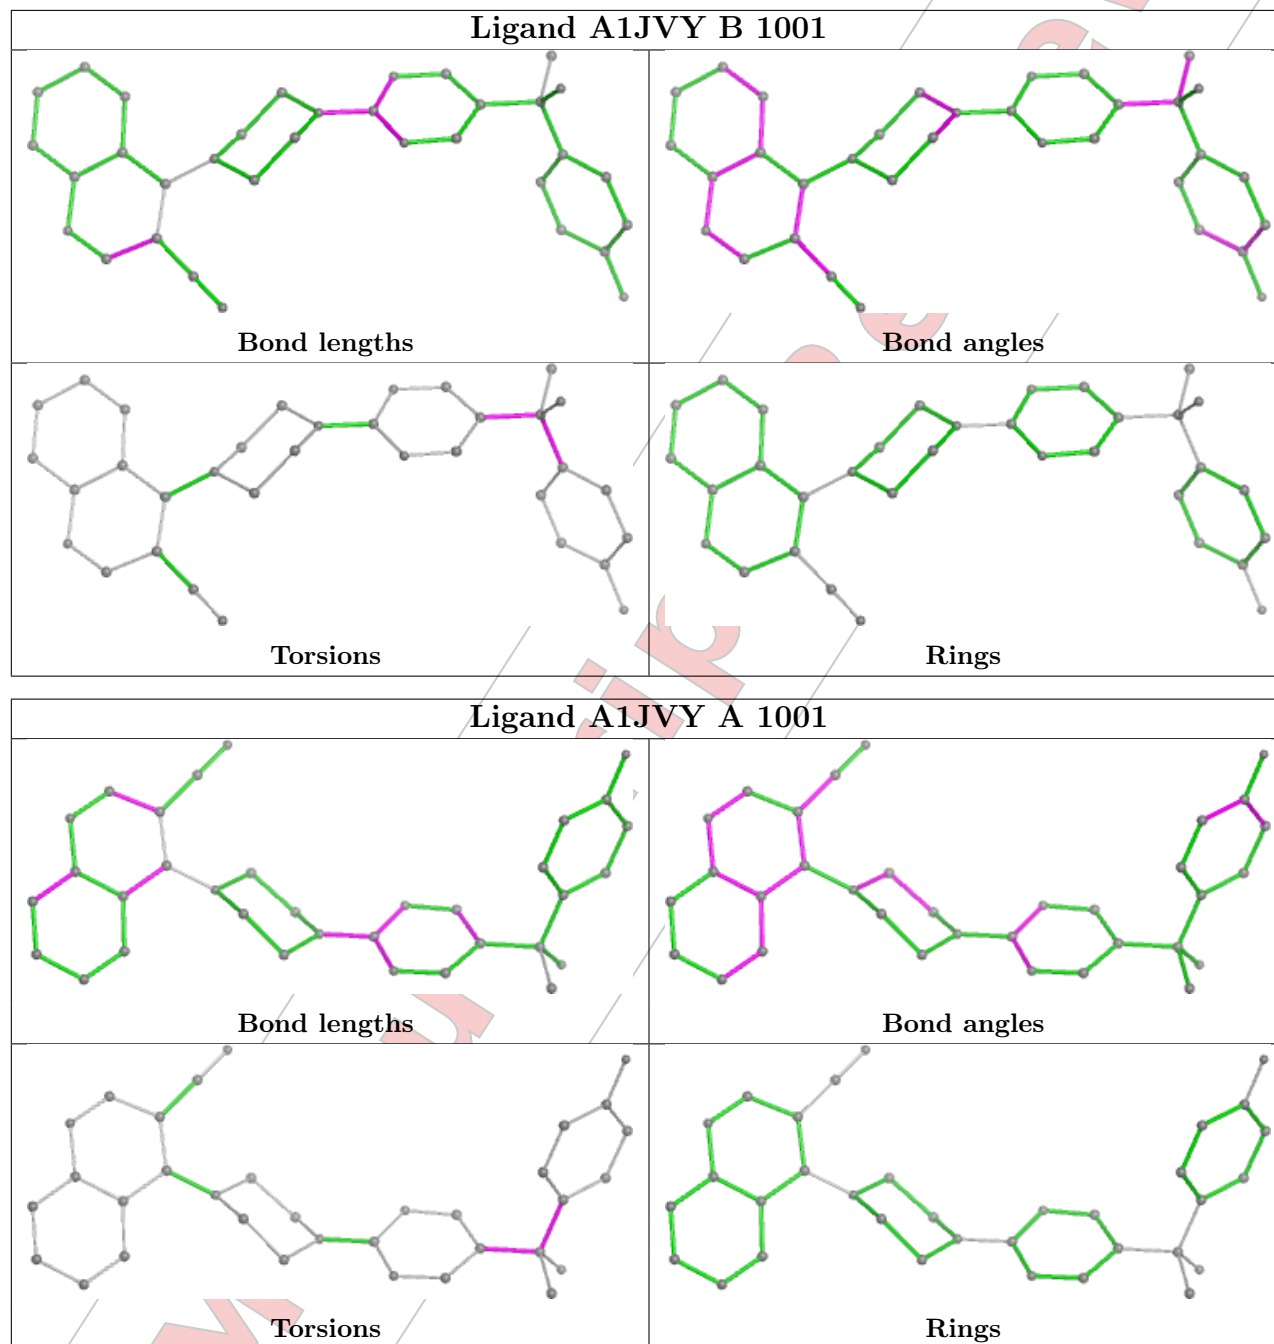 Ligand A1JVY B 1001
Bond lengths
Bond angles
Torsions
Rings
Ligand A1JVY A 1001
Bond lengths
Bond angles
Torsions
Rings